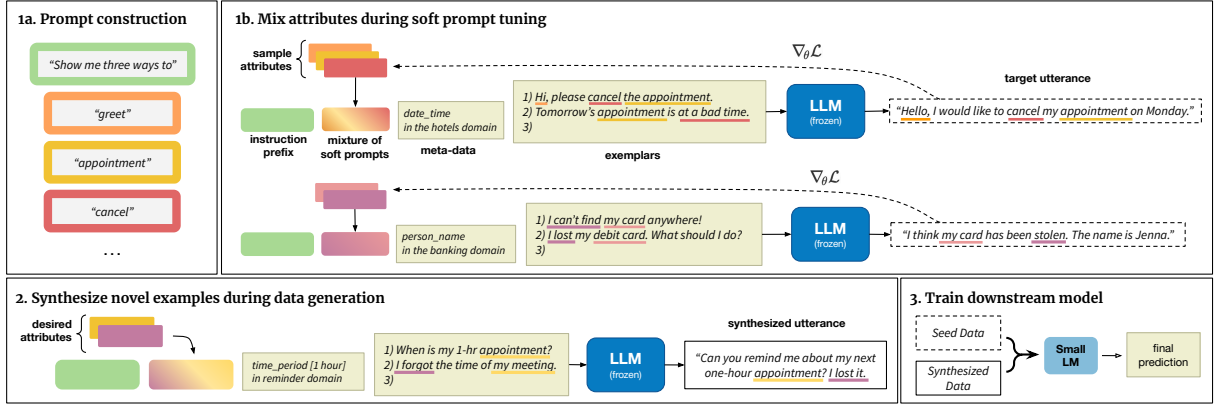 1a. Prompt construction
“Show me three ways to”
“greet”
“appointment”
“cancel”
...
1b. Mix attributes during soft prompt tuning
sample
attributes
instruction
prefix
mixture of
soft prompts
date_time
in the hotels domain
meta-data
1) Hi, please cancel the appointment.
2) Tomorrow’s appointment is at a bad time.
3)
exemplars
LLM
(frozen)
∇θℒ
target utterance
“Hello, I would like to cancel my appointment on Monday.”
person_name
in the banking domain
1) I can’t find my card anywhere!
2) I lost my debit card. What should I do?
3)
LLM
(frozen)
∇θℒ
“I think my card has been stolen. The name is Jenna.”
2. Synthesize novel examples during data generation
desired
attributes
time_period [1 hour]
in reminder domain
1) When is my 1-hr appointment?
2) I forgot the time of my meeting.
3)
LLM
(frozen)
synthesized utterance
“Can you remind me about my next
one-hour appointment? I lost it.
3. Train downstream model
Seed Data
Synthesized
Data
Small
LM
final
prediction